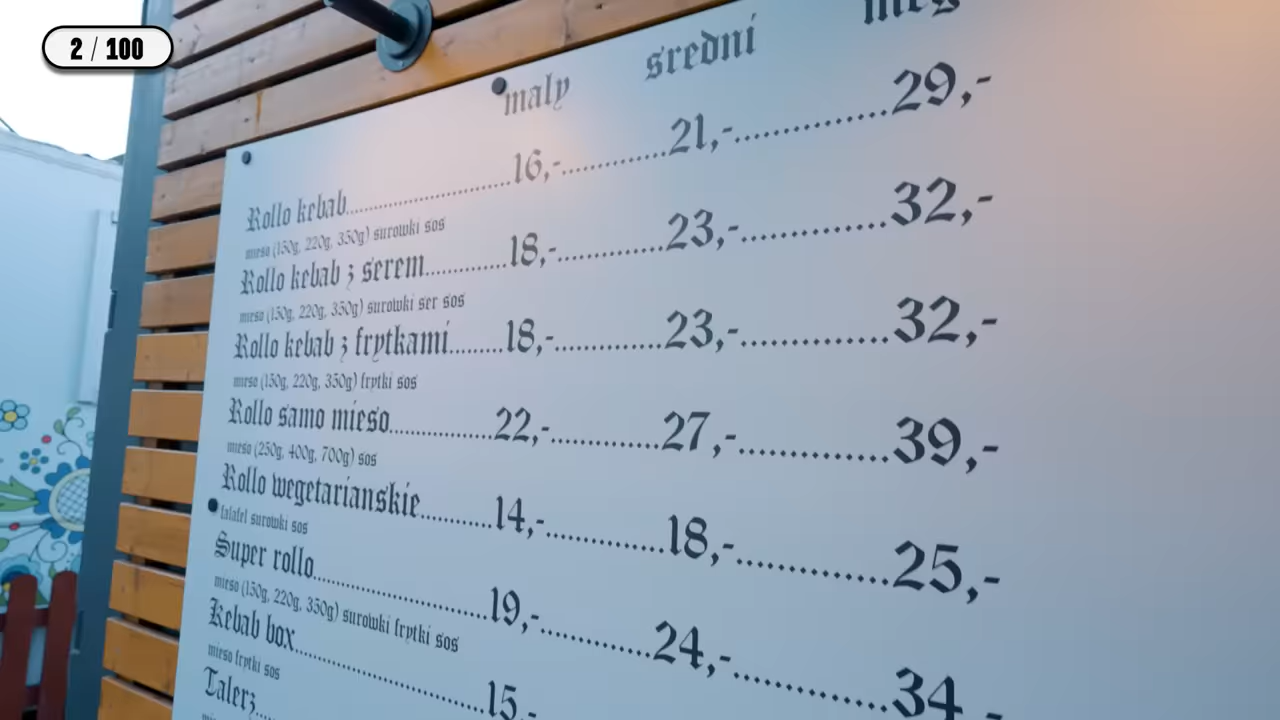 2 / 100
maly sredni
Rollo kebab..........16,-..........21,-..........29,-
mieso (150g, 220g, 350g) surowki sos
Rollo kebab z serem..........18,-..........23,-..........32,-
mieso (150g, 220g, 350g) surowki ser sos
Rollo kebab z frytkami..........18,-..........23,-..........32,-
mieso (150g, 220g, 350g) frytki sos
Rollo samo mieso..........22,-..........27,-..........39,-
mieso (250g, 400g, 700g) sos
Rollo wegetarianskie..........14,-..........18,-..........25,-
falafel surowki sos
Super rollo..........19,-..........24,-..........34,-
mieso (150g, 220g, 350g) surowki frytki sos
Kebab box..........15,-
mieso frytki sos
Talerz